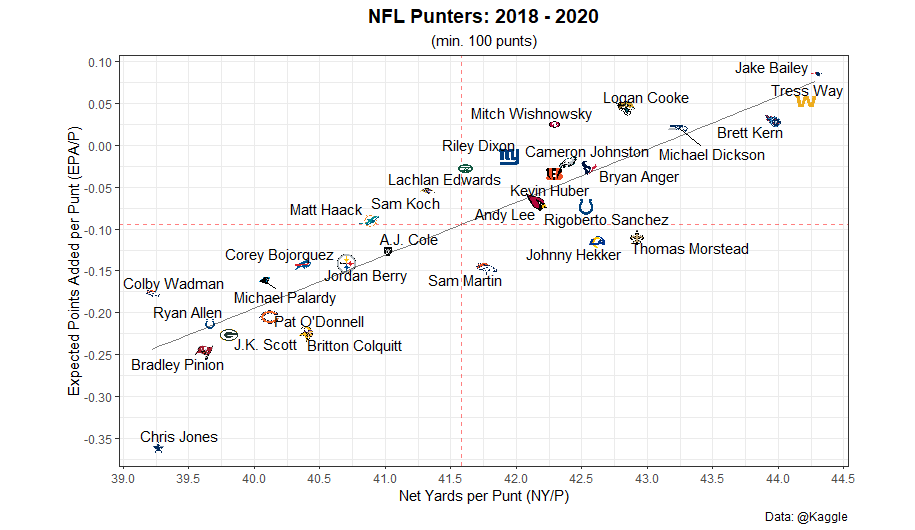 NFL Punters: 2018 - 2020
(min. 100 punts)
Expected Points Added per Punt (EPA/P)
0.10
0.05
0.00
-0.05
-0.10
-0.15
-0.20
-0.25
-0.30
-0.35
Jake Bailey
Tress Way
W
Logan Cooke
Mitch Wishnowsky
Brett Kern
Riley Dixon
ny
Cameron Johnston
Michael Dickson
Lachlan Edwards
Bryan Anger
Kevin Huber
Sam Koch
Matt Haack
Andy Lee
Rigoberto Sanchez
A.J. Cole
Johnny Hekker
Thomas Morstead
Corey Bojorquez
Jordan Berry
Sam Martin
Colby Wadman
Michael Palardy
Ryan Allen
Pat O'Donnell
J.K. Scott
Britton Colquitt
Bradley Pinion
Chris Jones
39.0
39.5
40.0
40.5
41.0
41.5
42.0
42.5
43.0
43.5
44.0
44.5
Net Yards per Punt (NY/P)
Data: @Kaggle